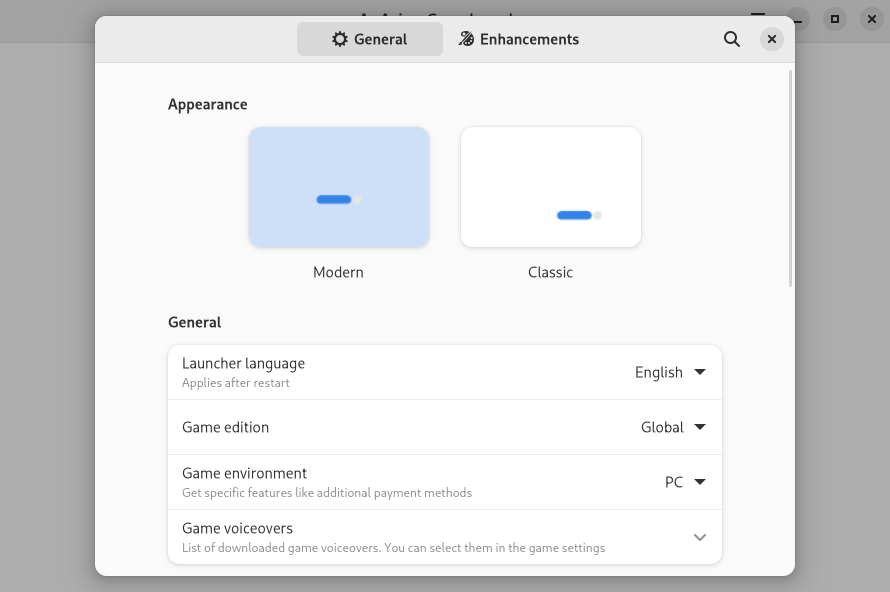 General
Enhancements
Appearance
Modern
Classic
General
Launcher language
Applies after restart
English
Game edition
Global
Game environment
Get specific features like additional payment methods
PC
Game voiceovers
List of downloaded game voiceovers. You can select them in the game settings